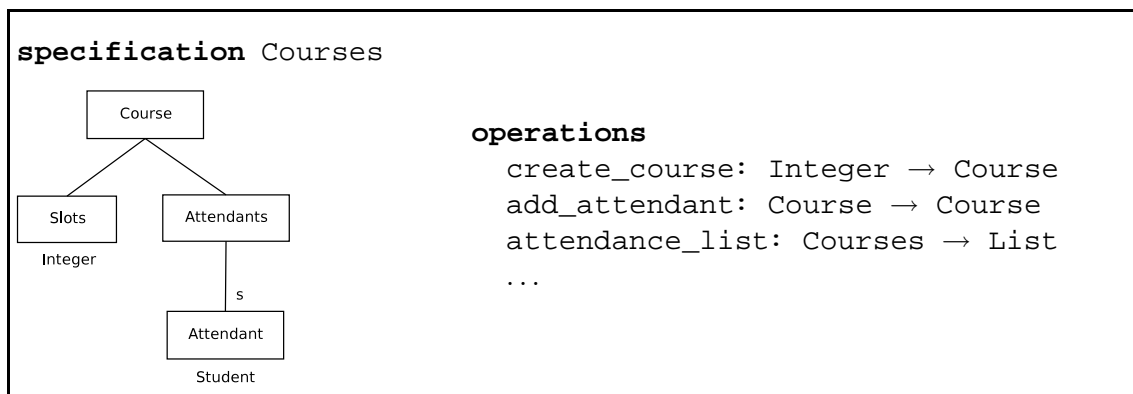 specification Courses
Course
Slots
Attendants
Integer
s
Attendant
Student
operations
create_course: Integer → Course
add_attendant: Course → Course
attendance_list: Courses → List
...